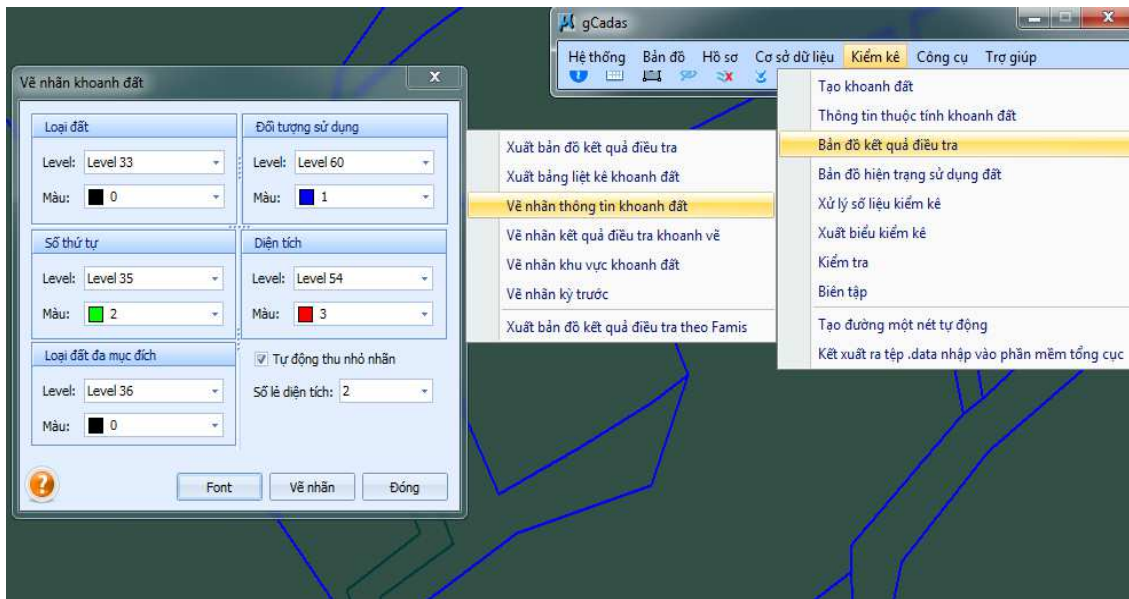 gCadas
Hệ thống Bản đồ Hồ sơ Cơ sở dữ liệu Kiểm kê Công cụ Trợ giúp
Tạo khoanh đất
Thông tin thuộc tính khoanh đất
Bản đồ kết quả điều tra
Bản đồ hiện trạng sử dụng đất
Xử lý số liệu kiểm kê
Xuất biểu kiểm kê
Kiểm tra
Biên tập
Tạo đường một nét tự động
Kết xuất ra tệp .data nhập vào phần mềm tổng cục
Xuất bản đồ kết quả điều tra
Xuất bảng liệt kê khoanh đất
Vẽ nhãn thông tin khoanh đất
Vẽ nhãn kết quả điều tra khoanh vẽ
Vẽ nhãn khu vực khoanh đất
Vẽ nhãn kỳ trước
Xuất bản đồ kết quả điều tra theo Famis
Vẽ nhãn khoanh đất
Loại đất
Level: Level 33
Màu: 0
Đối tượng sử dụng
Level: Level 60
Màu: 1
Số thứ tự
Level: Level 35
Màu: 2
Diện tích
Level: Level 54
Màu: 3
Loại đất đa mục đích
Level: Level 36
Màu: 0
Tự động thu nhỏ nhãn
Số lẻ diện tích: 2
Font Vẽ nhãn Đóng